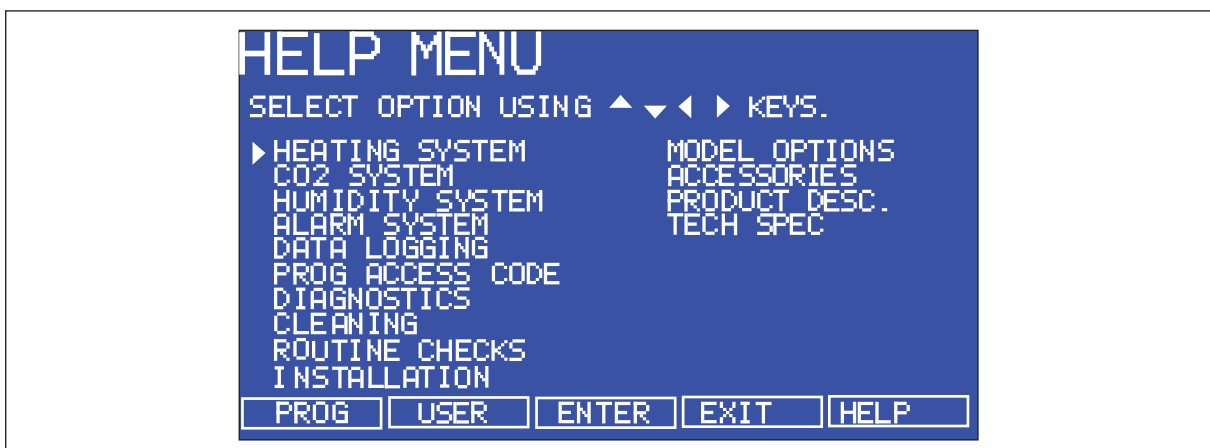 HELP MENU
SELECT OPTION USING ▲ ▼ ◀ ▶ KEYS.
▶HEATING SYSTEM
CO2 SYSTEM
HUMIDITY SYSTEM
ALARM SYSTEM
DATA LOGGING
PROG ACCESS CODE
DIAGNOSTICS
CLEANING
ROUTINE CHECKS
INSTALLATION
MODEL OPTIONS
ACCESSORIES
PRODUCT DESC.
TECH SPEC
PROG USER ENTER EXIT HELP